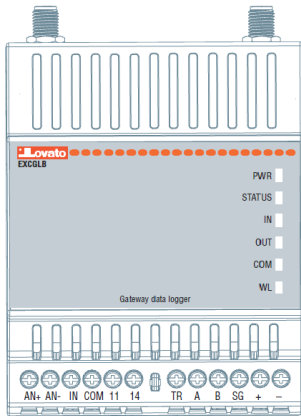 Lovato
EXCGLB
PWR
STATUS
IN
OUT
COM
WL
Gateway data logger
AN+ AN- IN COM 11 14 TR A B SG + -